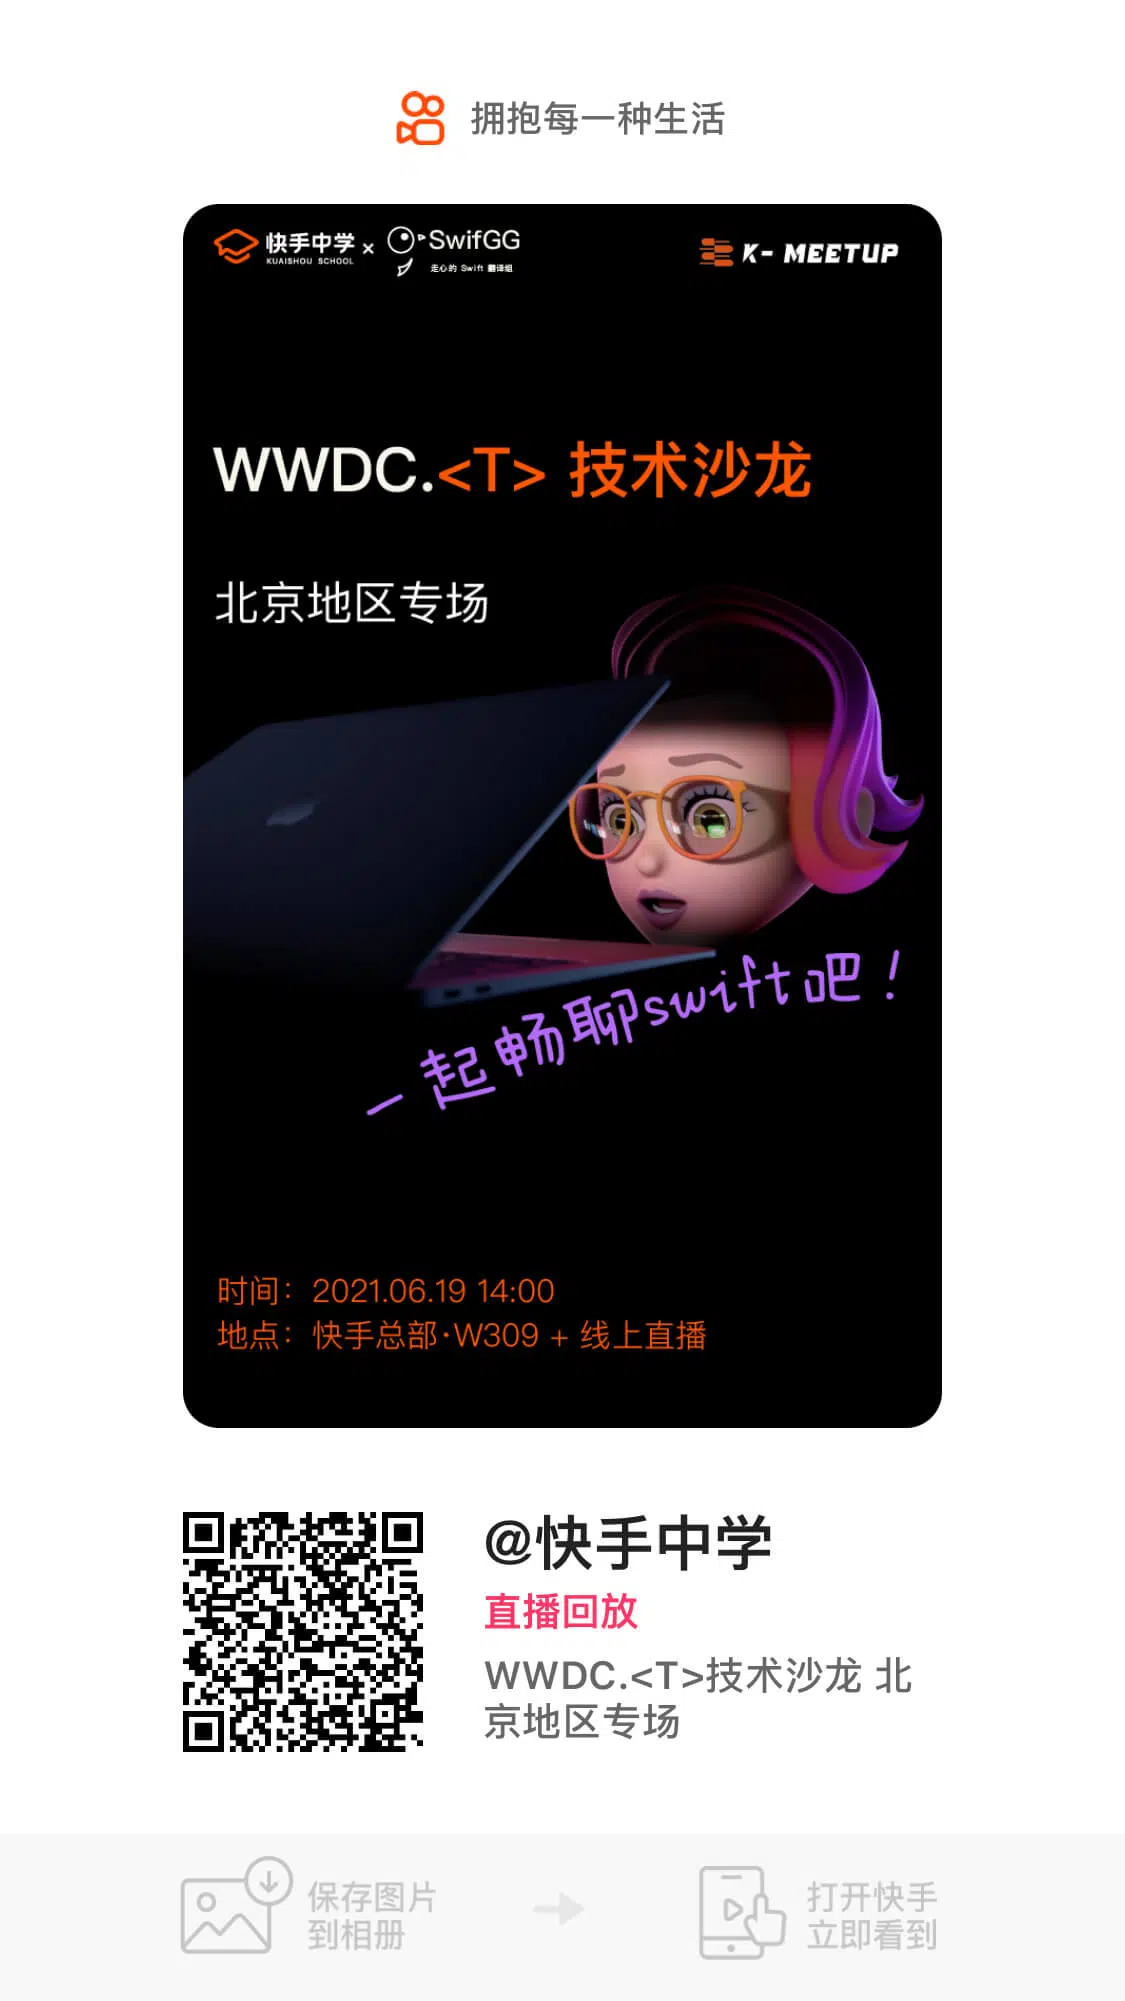 拥抱每一种生活
快手中学 × SwifGG
KUAISHOU SCHOOL
走心的 Swift 翻译组
K- MEETUP
WWDC.<T> 技术沙龙
北京地区专场
一起畅聊swift吧！
时间：2021.06.19 14:00
地点：快手总部·W309 + 线上直播
@快手中学
直播回放
WWDC.<T>技术沙龙 北
京地区专场
保存图片
到相册
打开快手
立即看到